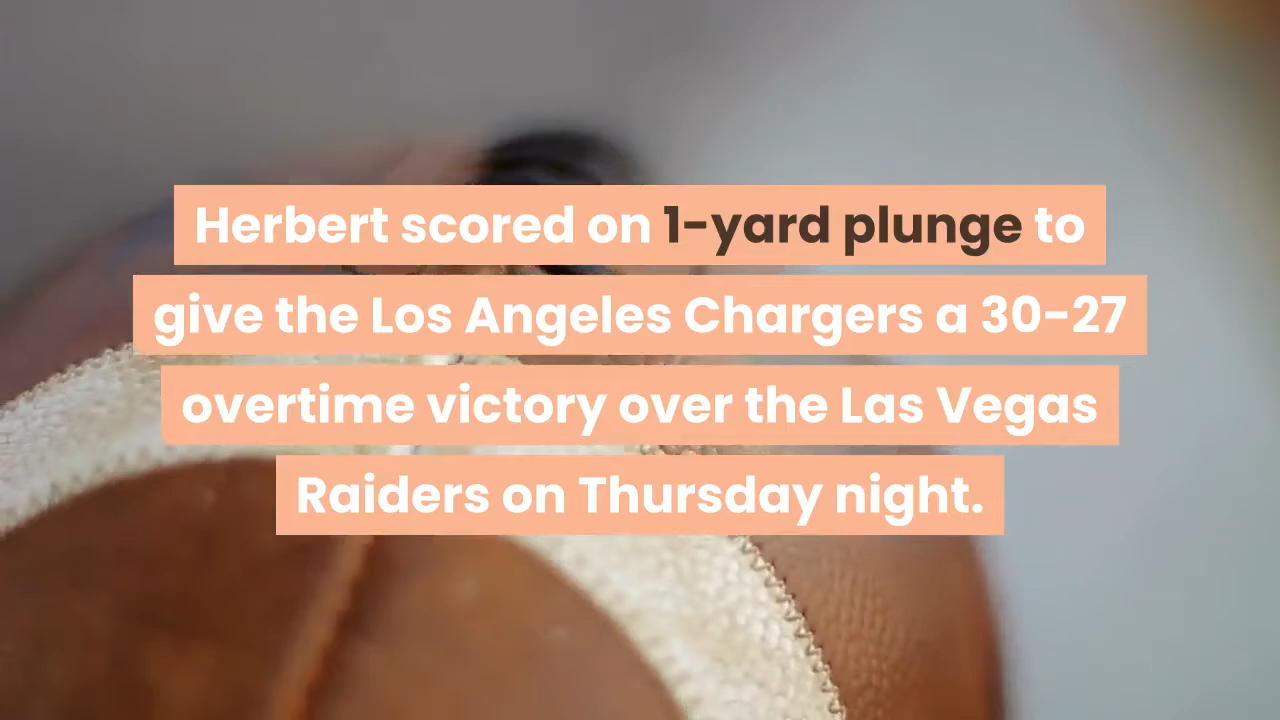 Herbert scored on 1-yard plunge to
give the Los Angeles Chargers a 30-27
overtime victory over the Las Vegas
Raiders on Thursday night.